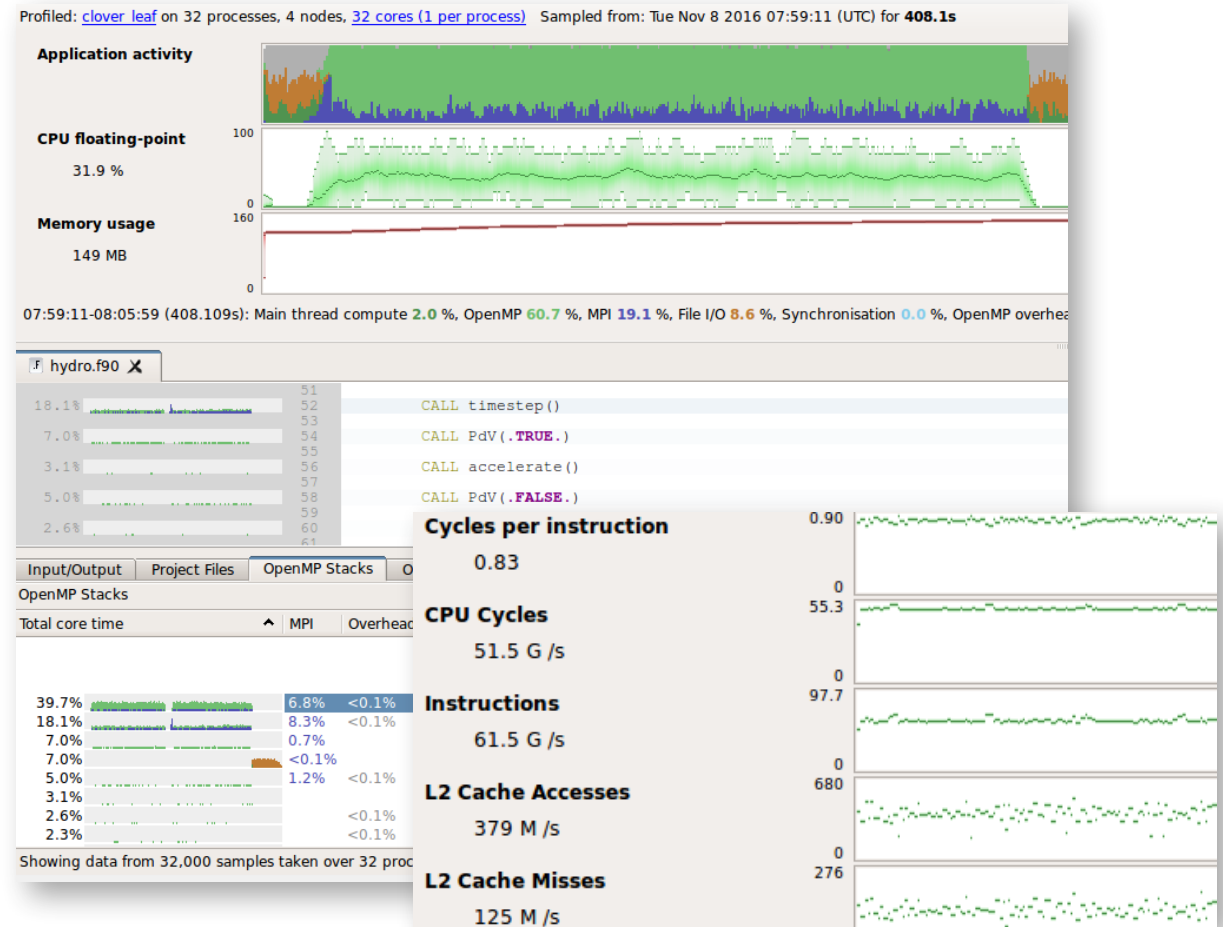 Profiled: clover_leaf on 32 processes, 4 nodes, 32 cores (1 per process) Sampled from: Tue Nov 8 2016 07:59:11 (UTC) for 408.1s
Application activity
CPU floating-point
100
31.9 %
0
Memory usage
160
149 MB
0
07:59:11-08:05:59 (408.109s): Main thread compute 2.0 %, OpenMP 60.7 %, MPI 19.1 %, File I/O 8.6 %, Synchronisation 0.0 %, OpenMP overhea
.F hydro.f90 X
51
18.1% 52 CALL timestep()
53
7.0% 54 CALL PdV(.TRUE.)
55
3.1% 56 CALL accelerate()
57
5.0% 58 CALL PdV(.FALSE.)
59
2.6% 60
61
Input/Output Project Files OpenMP Stacks O
OpenMP Stacks
Total core time MPI Overhead
39.7% 6.8% <0.1%
18.1% 8.3% <0.1%
7.0% 0.7%
7.0% <0.1%
5.0% 1.2% <0.1%
3.1%
2.6% <0.1%
2.3% <0.1%
Showing data from 32,000 samples taken over 32 proc
Cycles per instruction
0.90
0.83
0
CPU Cycles
55.3
51.5 G /s
0
Instructions
97.7
61.5 G /s
0
L2 Cache Accesses
680
379 M /s
0
L2 Cache Misses
276
125 M /s